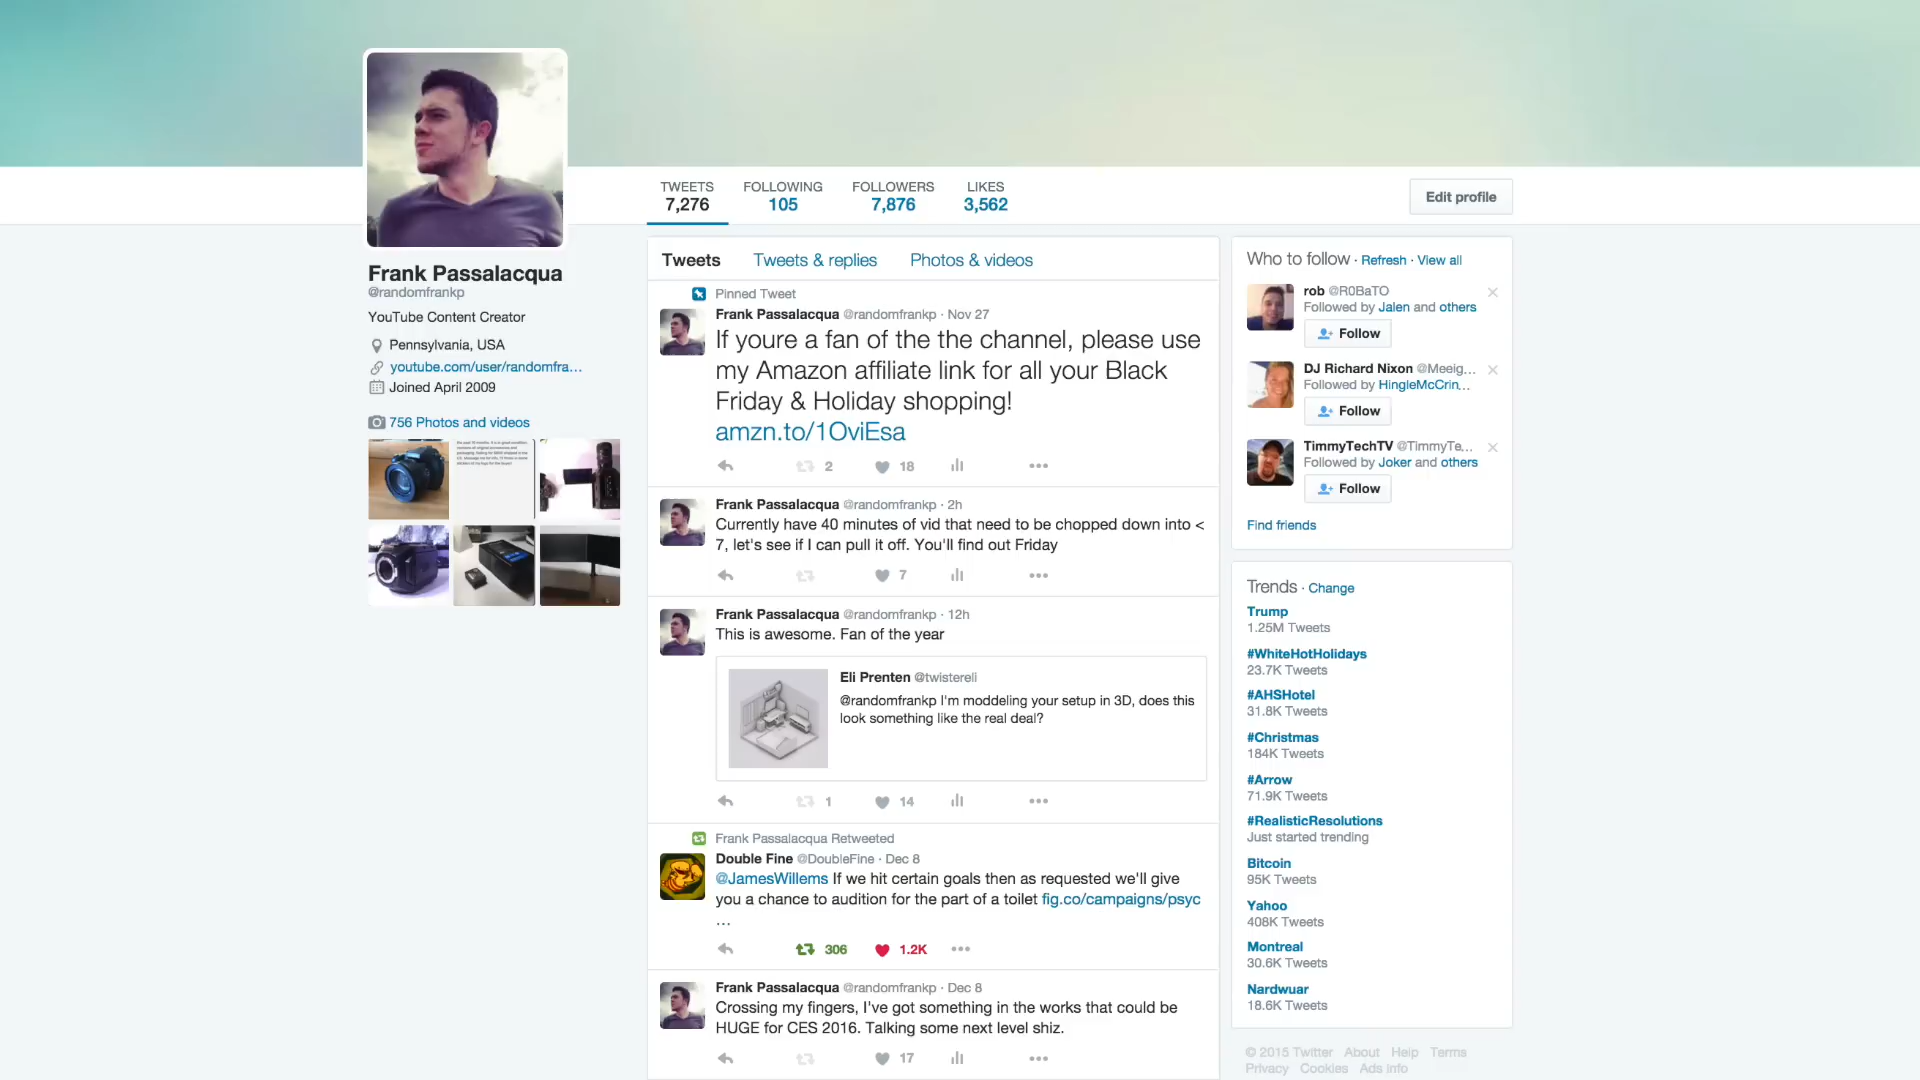 TWEETS
7,276
FOLLOWING
105
FOLLOWERS
7,876
LIKES
3,562
Edit profile
Frank Passalacqua
@randomfrankp
YouTube Content Creator
Pennsylvania, USA
youtube.com/user/randomfra…
Joined April 2009
756 Photos and videos
Tweets
Tweets & replies
Photos & videos
Pinned Tweet
Frank Passalacqua @randomfrankp · Nov 27
If youre a fan of the the channel, please use
my Amazon affiliate link for all your Black
Friday & Holiday shopping!
amzn.to/1OviEsa
2
18
Frank Passalacqua @randomfrankp · 2h
Currently have 40 minutes of vid that need to be chopped down into <
7, let's see if I can pull it off. You'll find out Friday
7
Frank Passalacqua @randomfrankp · 12h
This is awesome. Fan of the year
Eli Prenten @twistereli
@randomfrankp I'm moddeling your setup in 3D, does this
look something like the real deal?
1
14
Frank Passalacqua Retweeted
Double Fine @DoubleFine · Dec 8
@JamesWillems If we hit certain goals then as requested we'll give
you a chance to audition for the part of a toilet fig.co/campaigns/psyc
…
306
1.2K
Frank Passalacqua @randomfrankp · Dec 8
Crossing my fingers, I've got something in the works that could be
HUGE for CES 2016. Talking some next level shiz.
17
Who to follow · Refresh · View all
rob @R0BaTO
Followed by Jalen and others
Follow
DJ Richard Nixon @Meeig…
Followed by HingleMcCrin…
Follow
TimmyTechTV @TimmyTe…
Followed by Joker and others
Follow
Find friends
Trends · Change
Trump
1.25M Tweets
#WhiteHotHolidays
23.7K Tweets
#AHSHotel
31.8K Tweets
#Christmas
184K Tweets
#Arrow
71.9K Tweets
#RealisticResolutions
Just started trending
Bitcoin
95K Tweets
Yahoo
408K Tweets
Montreal
30.6K Tweets
Nardwuar
18.6K Tweets
© 2015 Twitter About Help Terms
Privacy Cookies Ads info